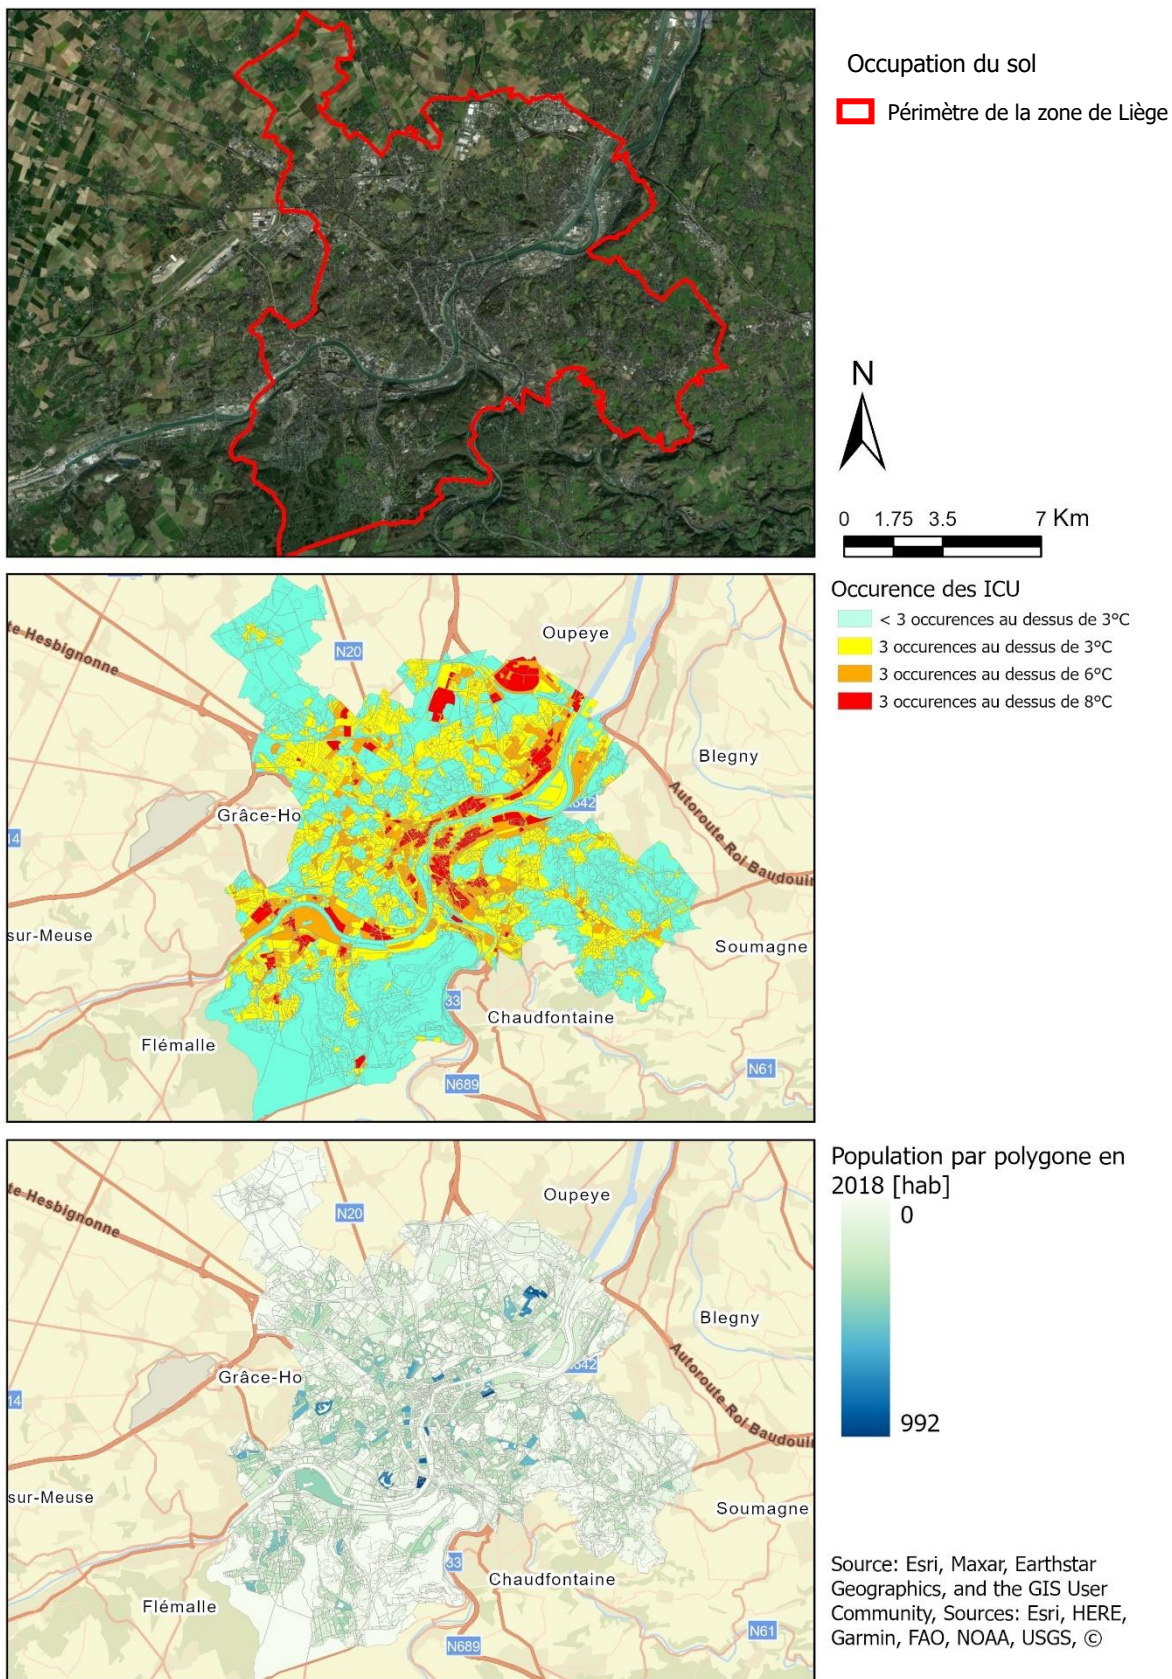 Occupation du sol
Périmètre de la zone de Liège
N
0 1.75 3.5 7 Km
Occurence des ICU
< 3 occurences au dessus de 3°C
3 occurences au dessus de 3°C
3 occurences au dessus de 6°C
3 occurences au dessus de 8°C
te Hesbignonne
N20
Oupeye
Blegny
642
Autoroute Roi Baudouin
Grâce-Ho
14
sur-Meuse
Soumagne
33
Chaudfontaine
Flémalle
N689
N61
Population par polygone en
2018 [hab]
0
992
te Hesbignonne
N20
Oupeye
Blegny
642
Autoroute Roi Baudouin
Grâce-Ho
14
sur-Meuse
Soumagne
33
Chaudfontaine
Flémalle
N689
N61
Source: Esri, Maxar, Earthstar
Geographics, and the GIS User
Community, Sources: Esri, HERE,
Garmin, FAO, NOAA, USGS, ©